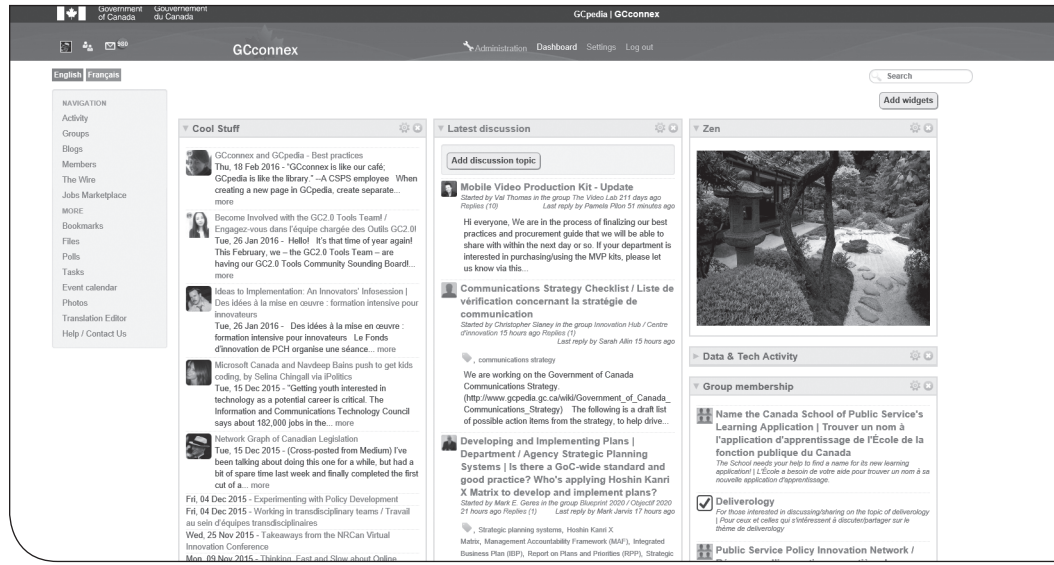 Government Gouvernement
of Canada du Canada
GCpedia | GCconnex
GCconnex
Administration Dashboard Settings Log out
English Français
Search
Add widgets
NAVIGATION
Activity
Groups
Blogs
Members
The Wire
Jobs Marketplace
MORE
Bookmarks
Files
Polls
Tasks
Event calendar
Photos
Translation Editor
Help / Contact Us
Cool Stuff
GCconnex and GCpedia - Best practices
Thu, 18 Feb 2016 - "GCconnex is like our café;
GCpedia is like the library." --A CSPS employee When
creating a new page in GCpedia, create separate...
more
Become Involved with the GC2.0 Tools Team! /
Engagez-vous dans l'équipe chargée des Outils GC2.0!
Tue, 26 Jan 2016 - Hello! It's that time of year again!
This February, we – the GC2.0 Tools Team – are
having our GC2.0 Tools Community Sounding Board!...
more
Ideas to Implementation: An Innovators' Infosession |
Des idées à la mise en œuvre : formation intensive pour
innovateurs
Tue, 26 Jan 2016 - Des idées à la mise en œuvre :
formation intensive pour innovateurs Le Fonds
d'innovation de PCH organise une séance... more
Microsoft Canada and Navdeep Bains push to get kids
coding, by Selina Chingall via iPolitics
Tue, 15 Dec 2015 - "Getting youth interested in
technology as a potential career is critical. The
Information and Communications Technology Council
says about 182,000 jobs in the... more
Network Graph of Canadian Legislation
Tue, 15 Dec 2015 - (Cross-posted from Medium) I've
been talking about doing this one for a while, but had a
bit of spare time last week and finally completed the first
cut of a... more
Fri, 04 Dec 2015 - Experimenting with Policy Development
Fri, 04 Dec 2015 - Working in transdisciplinary teams / Travail
au sein d'équipes transdisciplinaires
Wed, 25 Nov 2015 - Takeaways from the NRCan Virtual
Innovation Conference
Mon, 09 Nov 2015 - Thinking, Fast and Slow about Online
Latest discussion
Add discussion topic
Mobile Video Production Kit - Update
Started by Val Thomes in the group The Video Lab 211 days ago
Replies (10) Last reply by Pamela Pilon 51 minutes ago
Hi everyone, We are in the process of finalizing our best
practices and procurement guide that we will be able to
share with within the next day or so. If your department is
interested in purchasing/using the MVP kits, please let
us know via this...
Communications Strategy Checklist / Liste de
vérification concernant la stratégie de
communication
Started by Christopher Slaney in the group Innovation Hub / Centre
d'innovation 15 hours ago Replies (1)
Last reply by Sarah Allin 15 hours ago
, communications strategy
We are working on the Government of Canada
Communications Strategy.
(http://www.gcpedia.gc.ca/wiki/Government_of_Canada_
Communications_Strategy) The following is a draft list
of possible action items from the strategy, to help drive...
Developing and Implementing Plans |
Department / Agency Strategic Planning
Systems | Is there a GoC-wide standard and
good practice? Who's applying Hoshin Kanri
X Matrix to develop and implement plans?
Started by Mark E. Geres in the group Blueprint 2020 / Objectif 2020
21 hours ago Replies (1) Last reply by Mark Jarvis 17 hours ago
, Strategic planning systems, Hoshin Kanri X
Matrix, Management Accountability Framework (MAF), Integrated
Business Plan (IBP), Report on Plans and Priorities (RPP), Strategic
Zen
Data & Tech Activity
Group membership
Name the Canada School of Public Service's
Learning Application | Trouver un nom à
l'application d'apprentissage de l'École de la
fonction publique du Canada
The School needs your help to find a name for its new learning
application! | L'École a besoin de votre aide pour trouver un nom à sa
nouvelle application d'apprentissage.
Deliverology
For those interested in discussing/sharing on the topic of deliverology
| Pour ceux et celles qui s'intéressent à discuter/partager sur le
thème de deliverology
Public Service Policy Innovation Network /